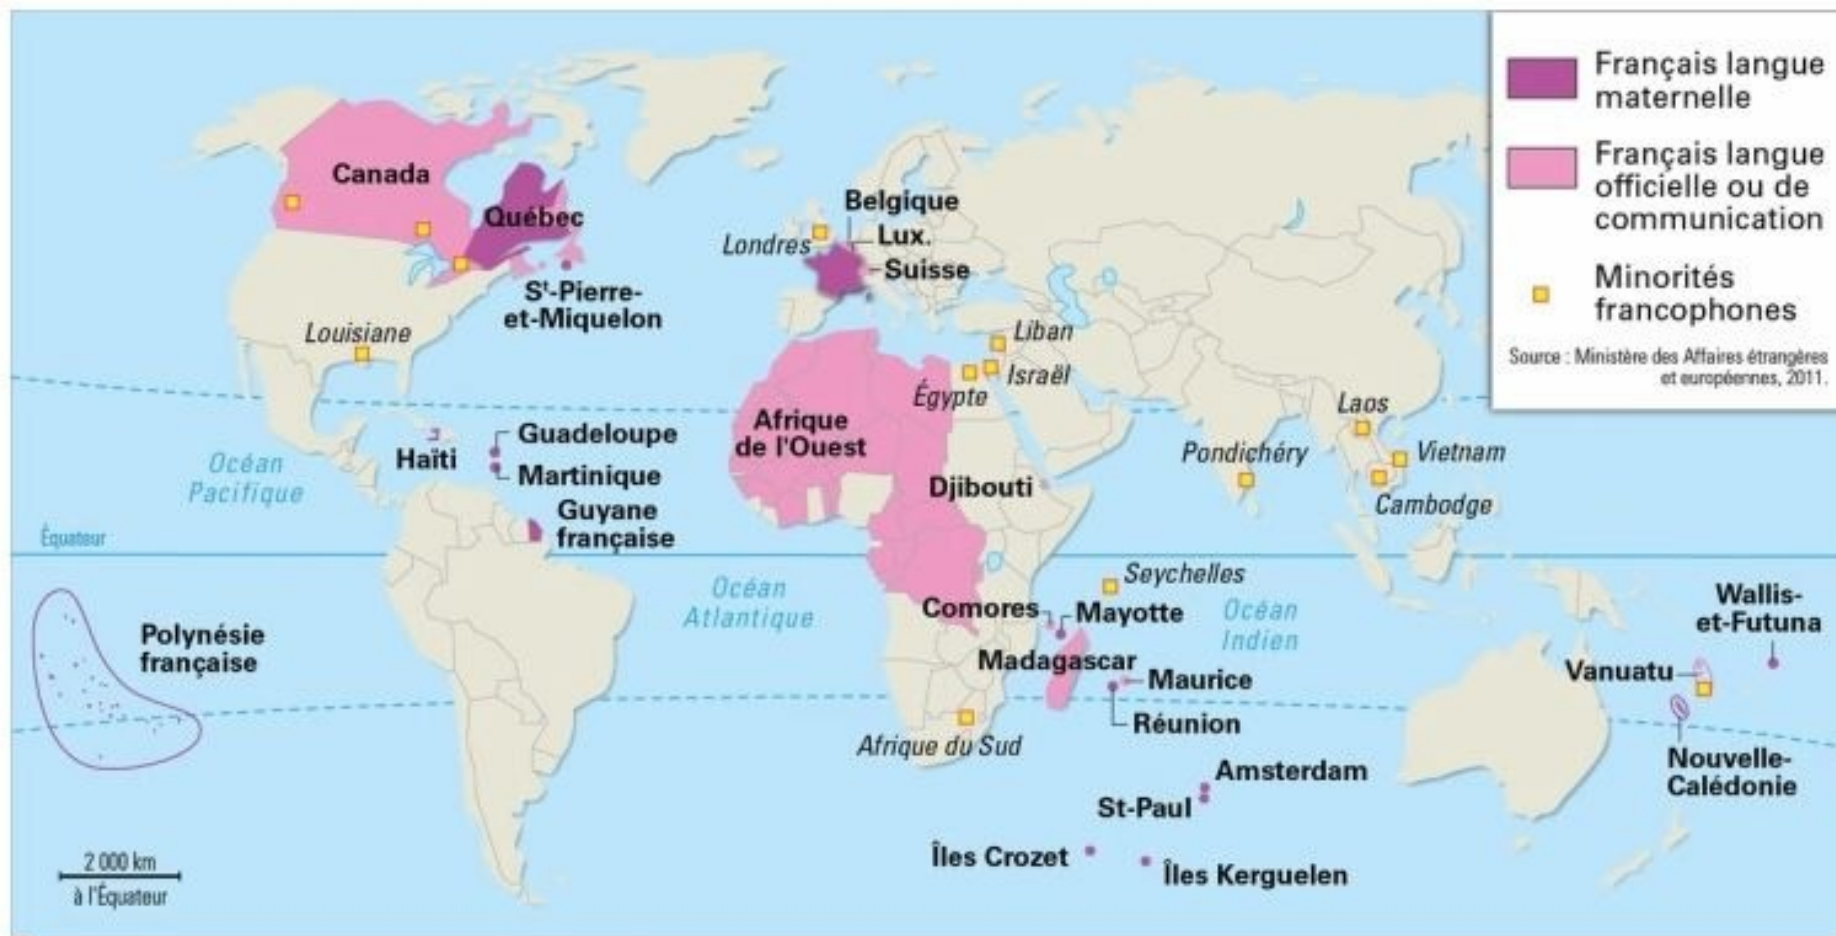 Français langue
maternelle
Français langue
officielle ou de
communication
Minorités
francophones
Source : Ministère des Affaires étrangères
et européennes, 2011.
Canada
Québec
Sᵗ-Pierre-
et-Miquelon
Louisiane
Londres
Belgique
Lux.
Suisse
Liban
Israël
Égypte
Afrique
de l'Ouest
Djibouti
Haïti
Guadeloupe
Martinique
Guyane
française
Océan
Pacifique
Équateur
Océan
Atlantique
Polynésie
française
Pondichéry
Laos
Vietnam
Cambodge
Seychelles
Comores
Mayotte
Océan
Indien
Madagascar
Maurice
Réunion
Afrique du Sud
Amsterdam
St-Paul
Îles Crozet
Îles Kerguelen
Wallis-
et-Futuna
Vanuatu
Nouvelle-
Calédonie
2 000 km
à l'Équateur